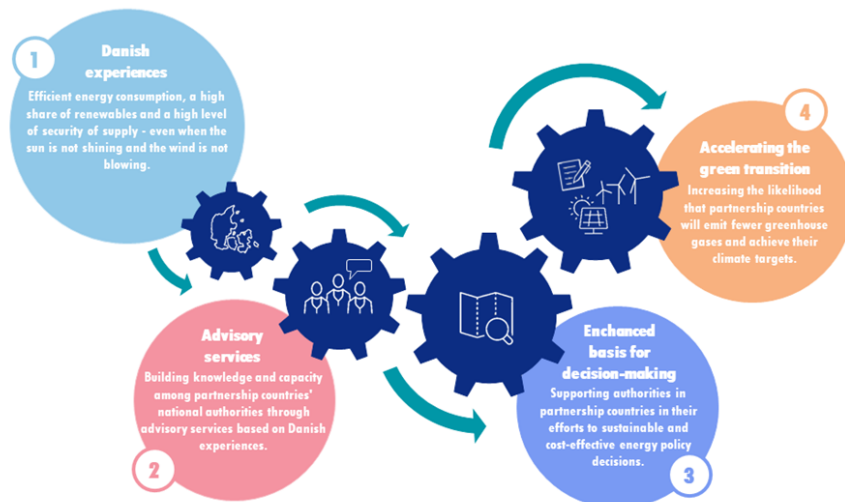 1
Danish
experiences
Efficient energy consumption, a high
share of renewables and a high level
of security of supply - even when the
sun is not shining and the wind is not
blowing.
2
Advisory
services
Building knowledge and capacity
among partnership countries'
national authorities through
advisory services based on Danish
experiences.
3
Enchanced
basis for
decision-making
Supporting authorities in
partnership countries in their
efforts to sustainable and
cost-effective energy policy
decisions.
4
Accelerating the
green transition
Increasing the likelihood
that partnership countries
will emit fewer greenhouse
gases and achieve their
climate targets.